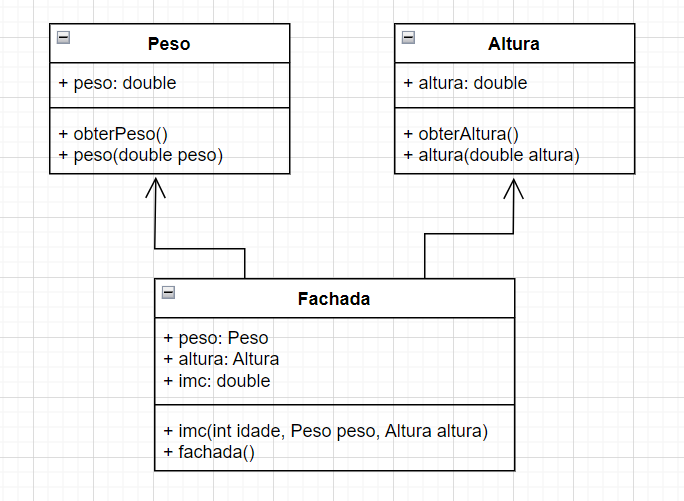 Peso
+ peso: double
+ obterPeso()
+ peso(double peso)
Altura
+ altura: double
+ obterAltura()
+ altura(double altura)
Fachada
+ peso: Peso
+ altura: Altura
+ imc: double
+ imc(int idade, Peso peso, Altura altura)
+ fachada()